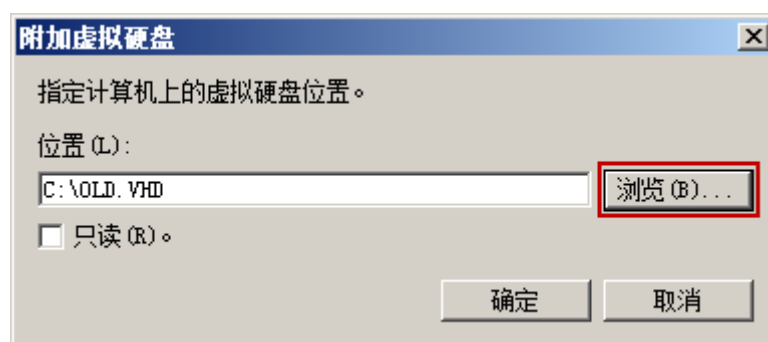 附加虚拟硬盘
指定计算机上的虚拟硬盘位置。
位置(L):
C:\OLD.VHD 浏览(B)...
只读(R)。
确定 取消